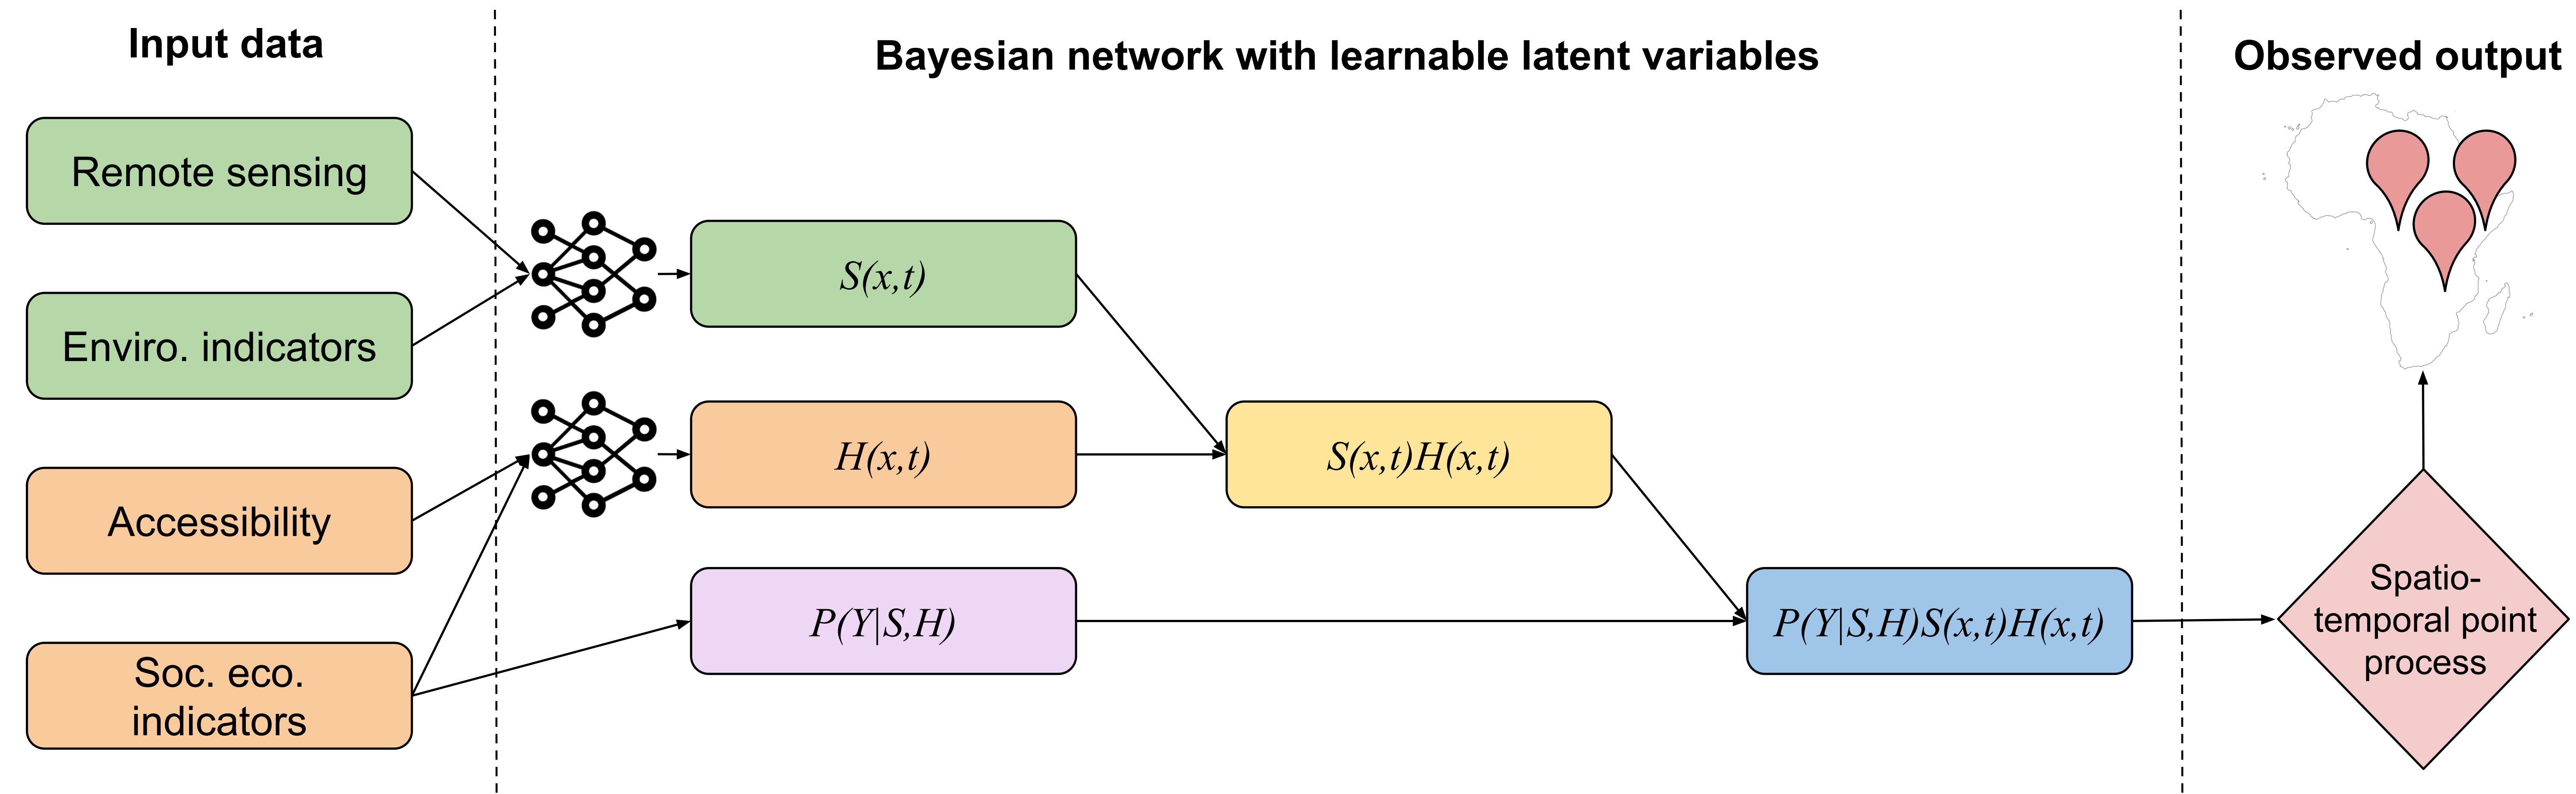 Input data
Bayesian network with learnable latent variables
Observed output
Remote sensing
Enviro. indicators
Accessibility
Soc. eco.
indicators
S(x,t)
H(x,t)
P(Y|S,H)
S(x,t)H(x,t)
P(Y|S,H)S(x,t)H(x,t)
Spatio-
temporal point
process